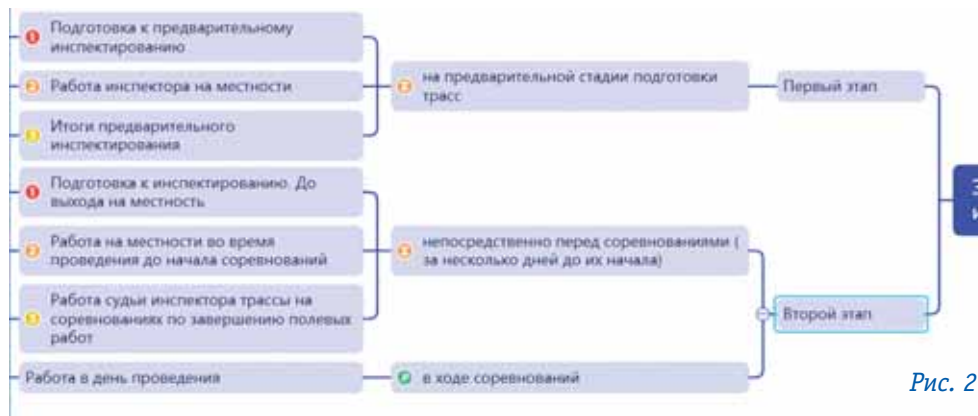 Подготовка к предварительному
инспектированию
Работа инспектора на местности
Итоги предварительного
инспектирования
на предварительной стадии подготовки
трасс
Первый этап
Подготовка к инспектированию. До
выхода на местность
Работа на местности во время
проведения до начала соревнований
Работа судьи инспектора трассы на
соревнованиях по завершению полевых
работ
непосредственно перед соревнованиями (
за несколько дней до их начала)
Второй этап
Работа в день проведения
в ходе соревнований
Рис. 2